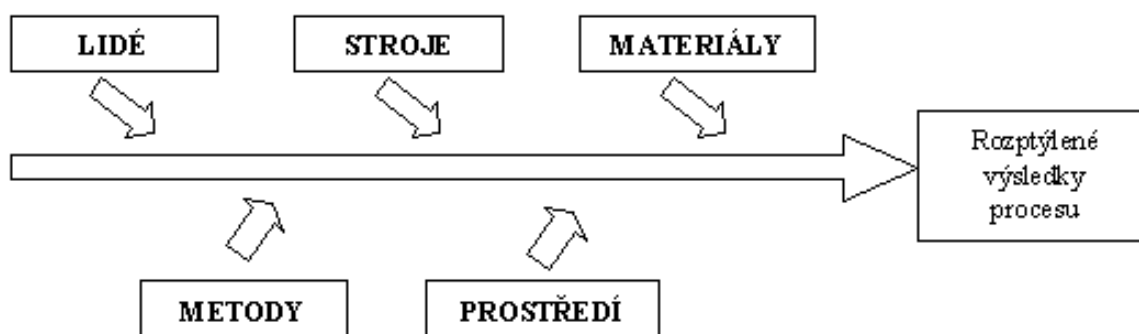 LIDÉ
STROJE
MATERIÁLY
Rozptýlené
výsledky
procesu
METODY
PROSTŘEDÍ